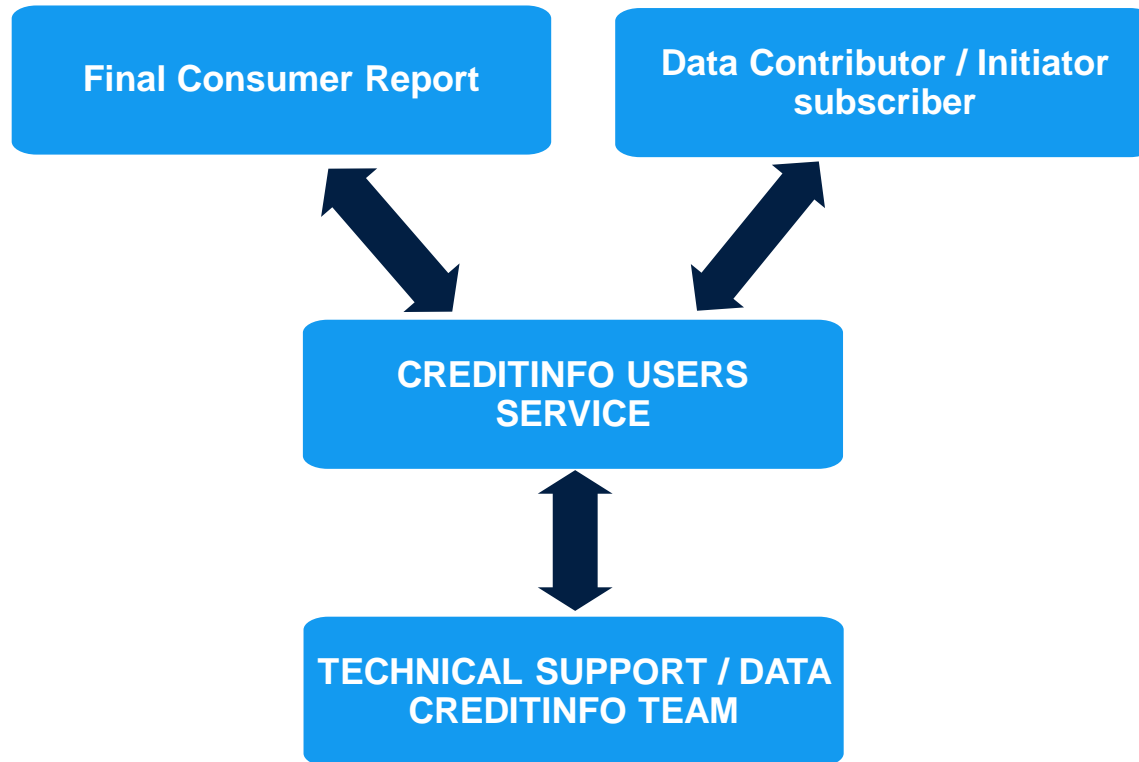 Final Consumer Report
Data Contributor / Initiator
subscriber
CREDITINFO USERS
SERVICE
TECHNICAL SUPPORT / DATA
CREDITINFO TEAM